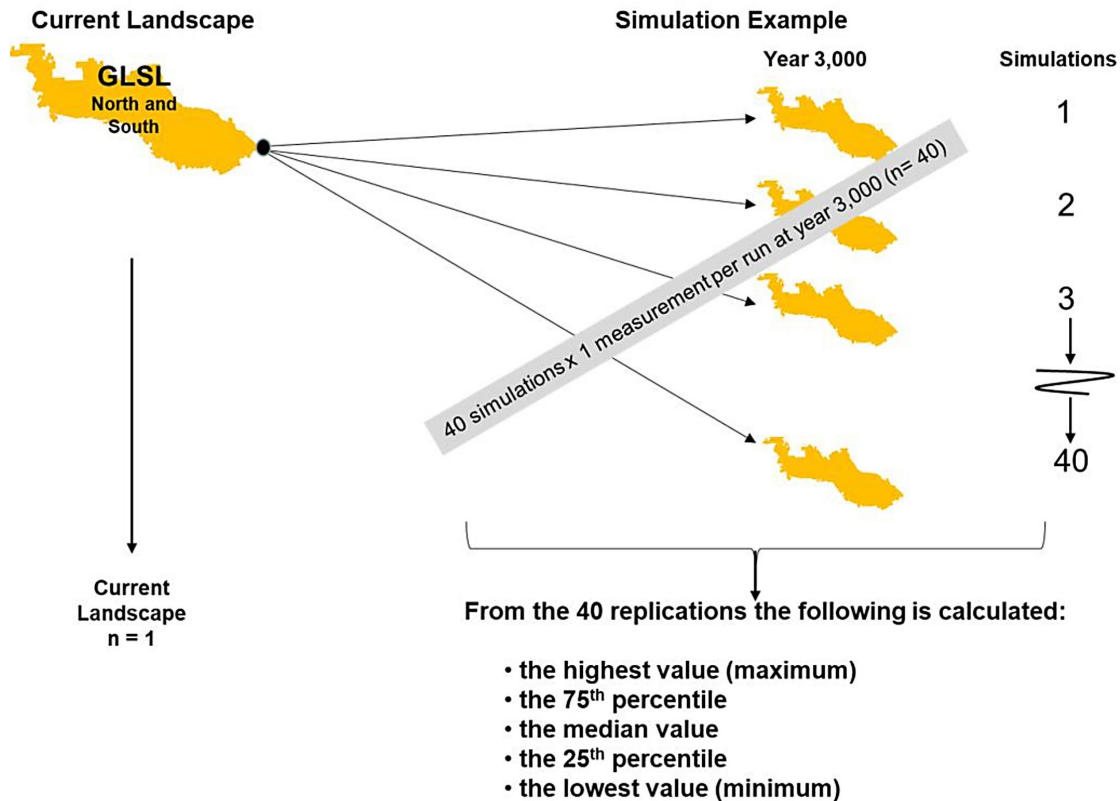 Current Landscape
Simulation Example
GLSL
North and
South
Year 3,000
Simulations
1
2
3
40
40 simulations x 1 measurement per run at year 3,000 (n= 40)
Current
Landscape
n = 1
From the 40 replications the following is calculated:
• the highest value (maximum)
• the 75th percentile
• the median value
• the 25th percentile
• the lowest value (minimum)